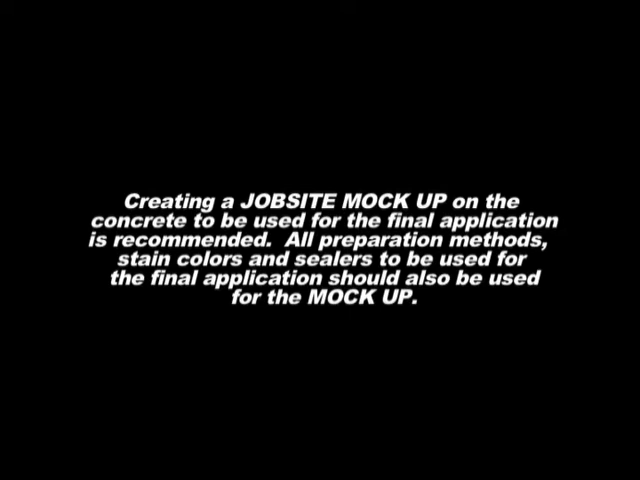 Creating a JOBSITE MOCK UP on the
concrete to be used for the final application
is recommended.  All preparation methods,
stain colors and sealers to be used for
the final application should also be used
for the MOCK UP.